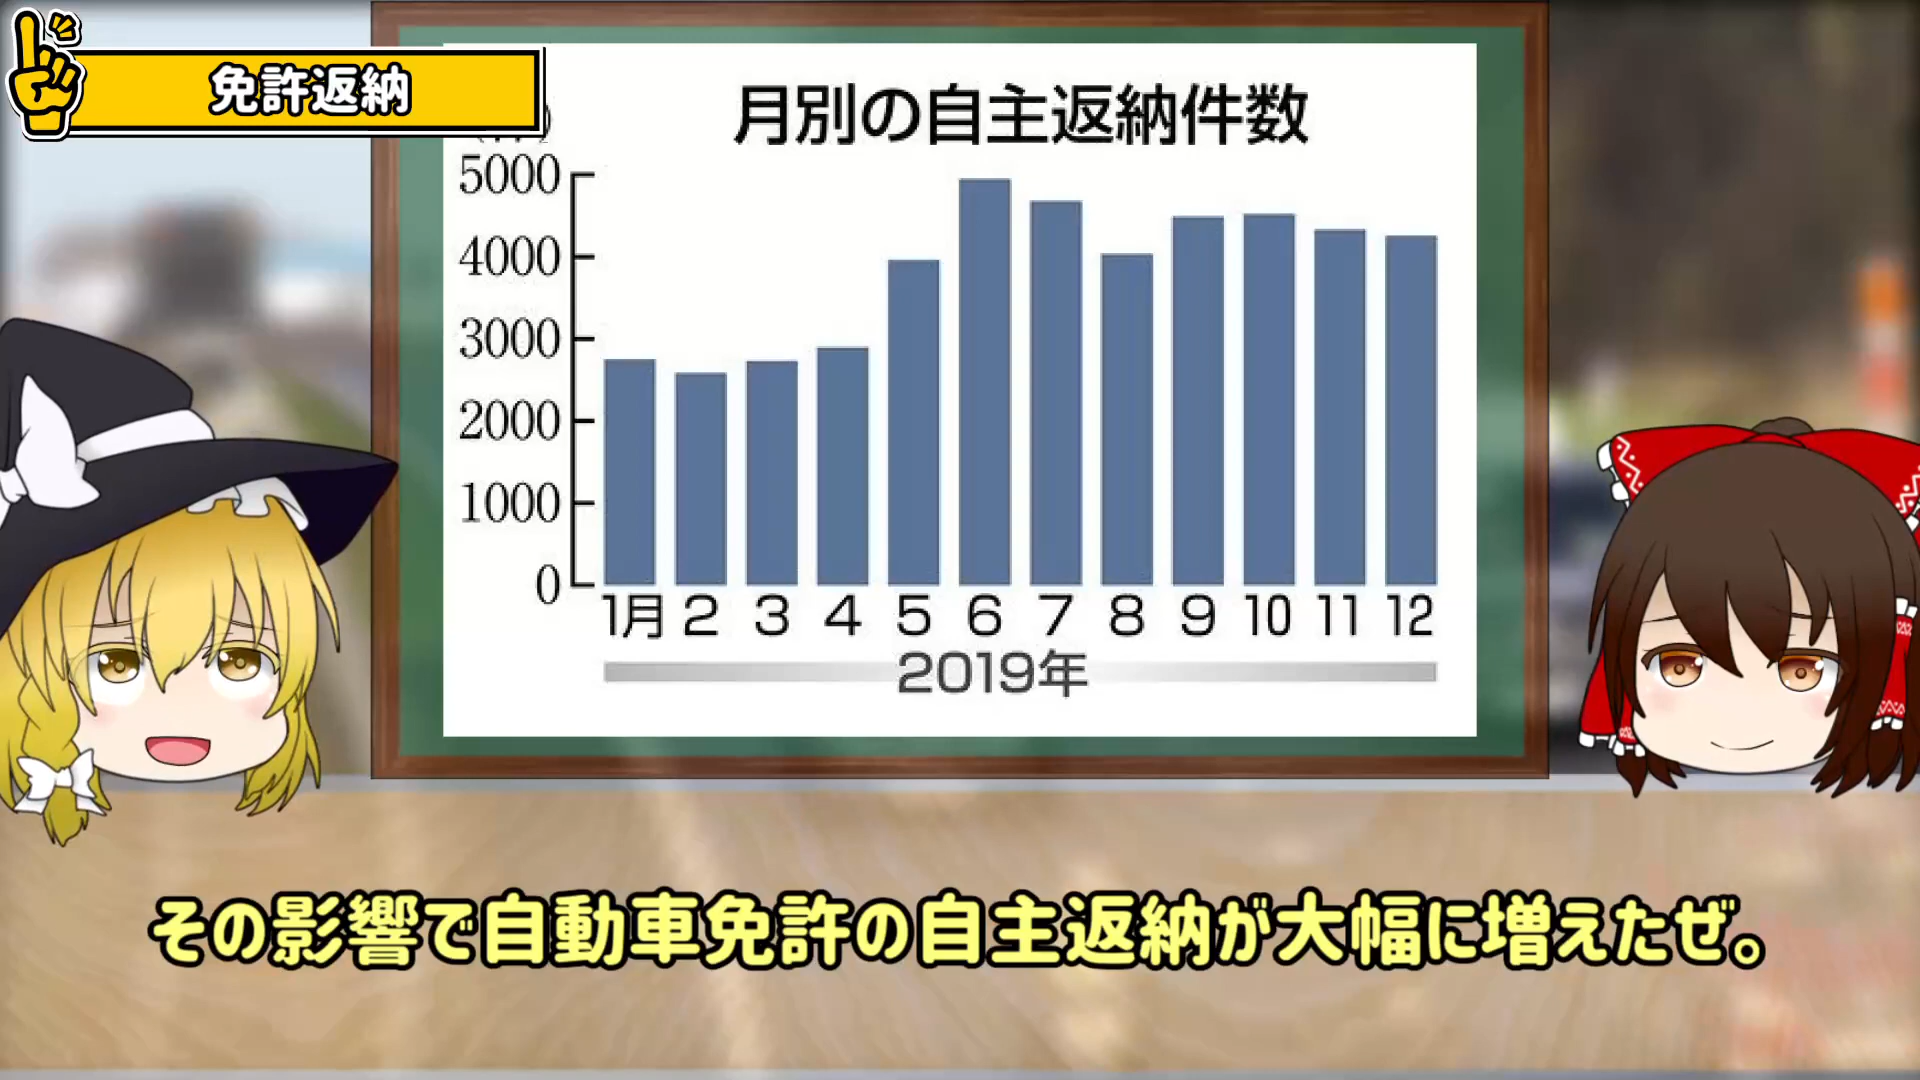 免許返納
月別の自主返納件数
5000
4000
3000
2000
1000
0
1月 2 3 4 5 6 7 8 9 10 11 12
2019年
その影響で自動車免許の自主返納が大幅に増えたぜ。